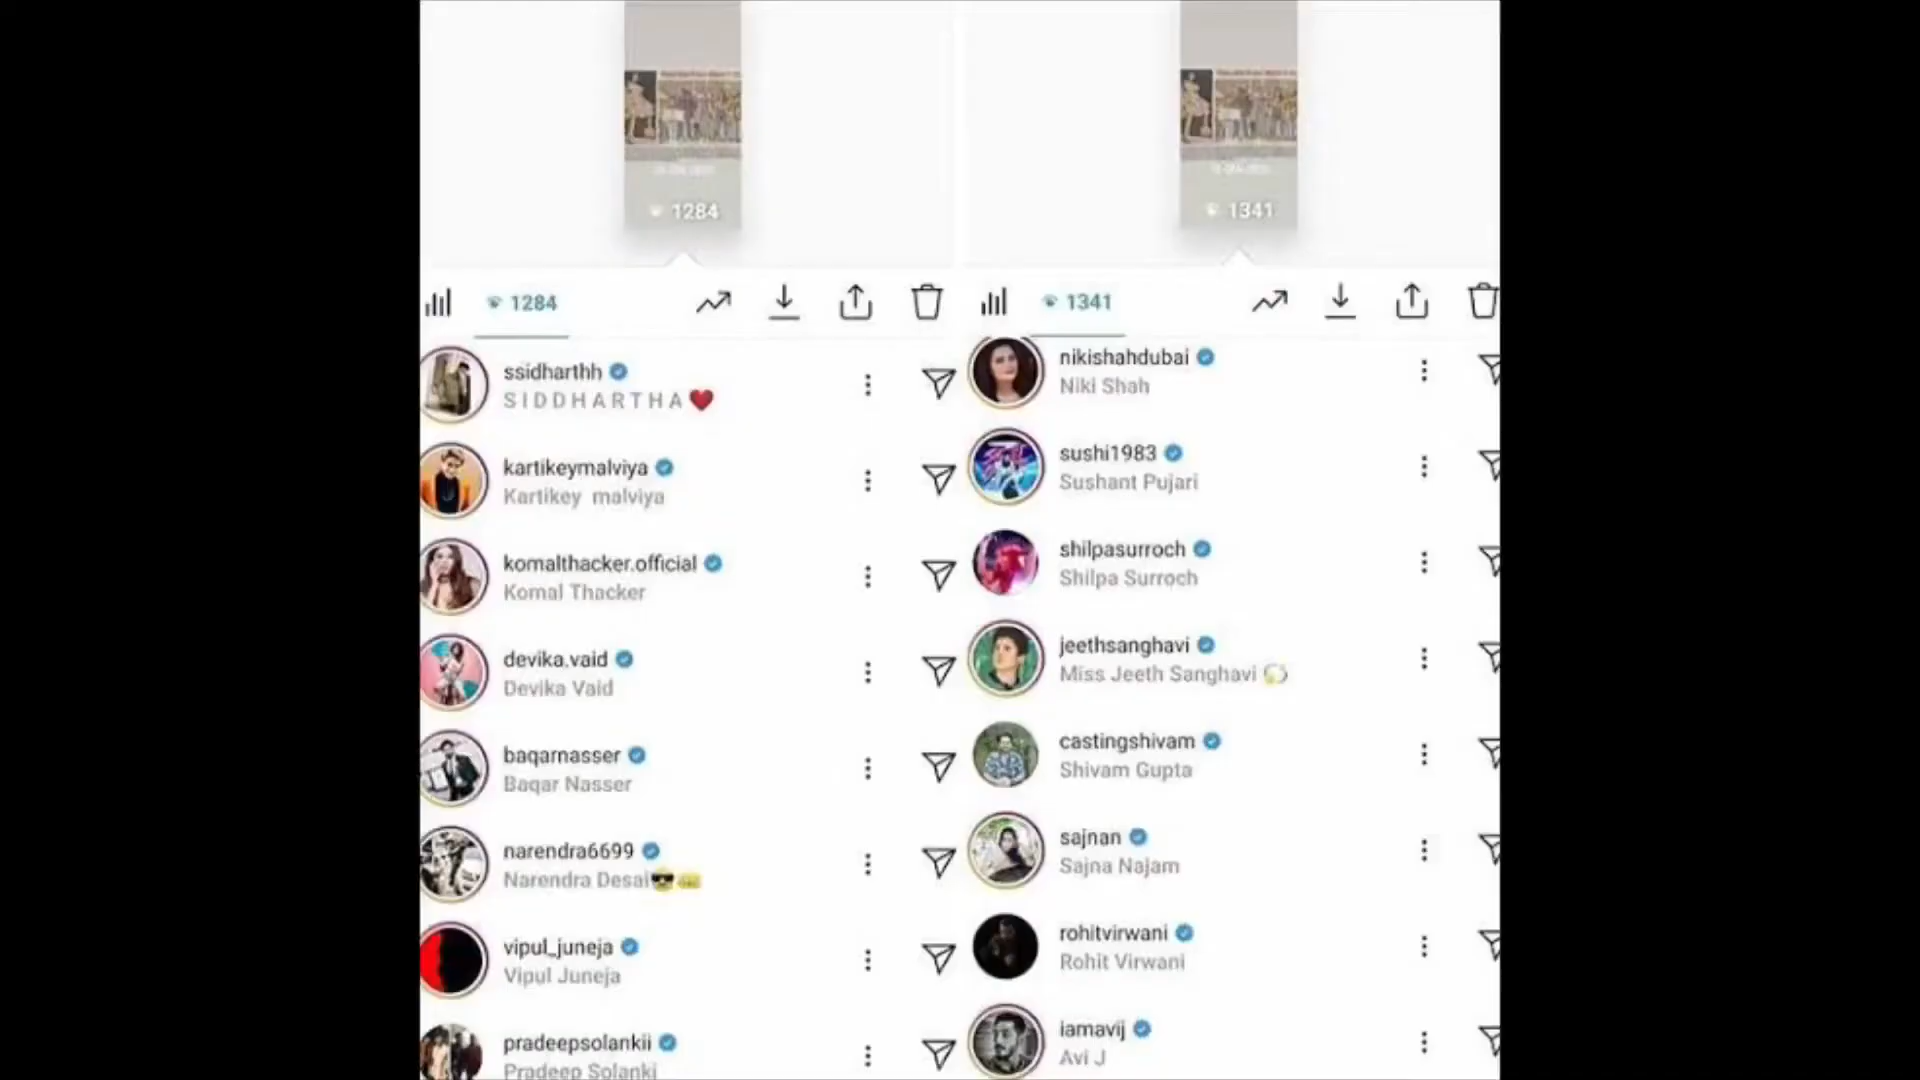 1284
1284
ssidharthh
S I D D H A R T H A ❤️
kartikeymalviya
Kartikey malviya
komalthacker.official
Komal Thacker
devika.vaid
Devika Vaid
baqarnasser
Baqar Nasser
narendra6699
Narendra Desai😎
vipul_juneja
Vipul Juneja
pradeepsolankii
Pradeep Solanki
1341
1341
nikishahdubai
Niki Shah
sushi1983
Sushant Pujari
shilpasurroch
Shilpa Surroch
jeethsanghavi
Miss Jeeth Sanghavi
castingshivam
Shivam Gupta
sajnan
Sajna Najam
rohitvirwani
Rohit Virwani
iamavij
Avi J